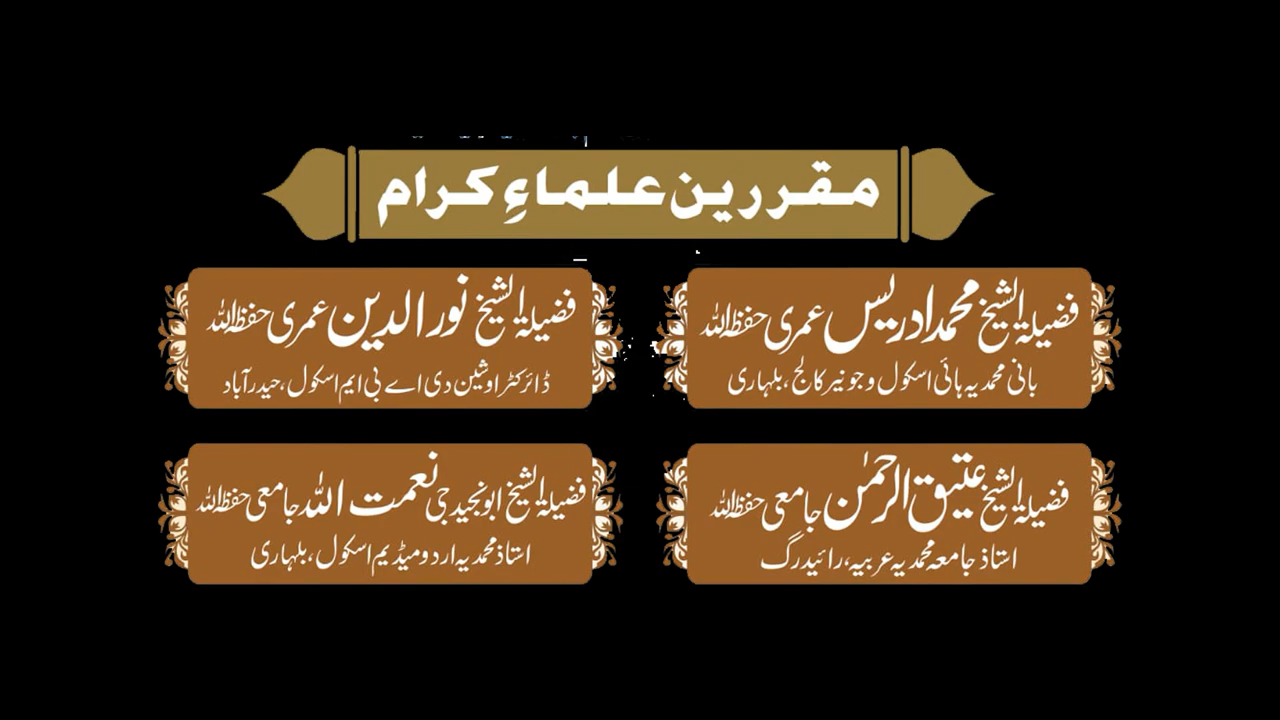 مقررین علماءِ کرام
فضیلۃ الشیخ محمد ادریس عمری حفظہ اللہ
بانی محمدیہ ہائی اسکول و جونیر کالج، بلہاری
فضیلۃ الشیخ نور الدین عمری حفظہ اللہ
ڈائرکٹر اوشین دی اے بی ایم اسکول، حیدرآباد
فضیلۃ الشیخ عتیق الرحمٰن جامعی حفظہ اللہ
استاذ جامعہ محمدیہ عربیہ، رائیدرگ
فضیلۃ الشیخ ابونجید جی نعمت اللہ جامعی حفظہ اللہ
استاذ محمدیہ اردو میڈیم اسکول، بلہاری